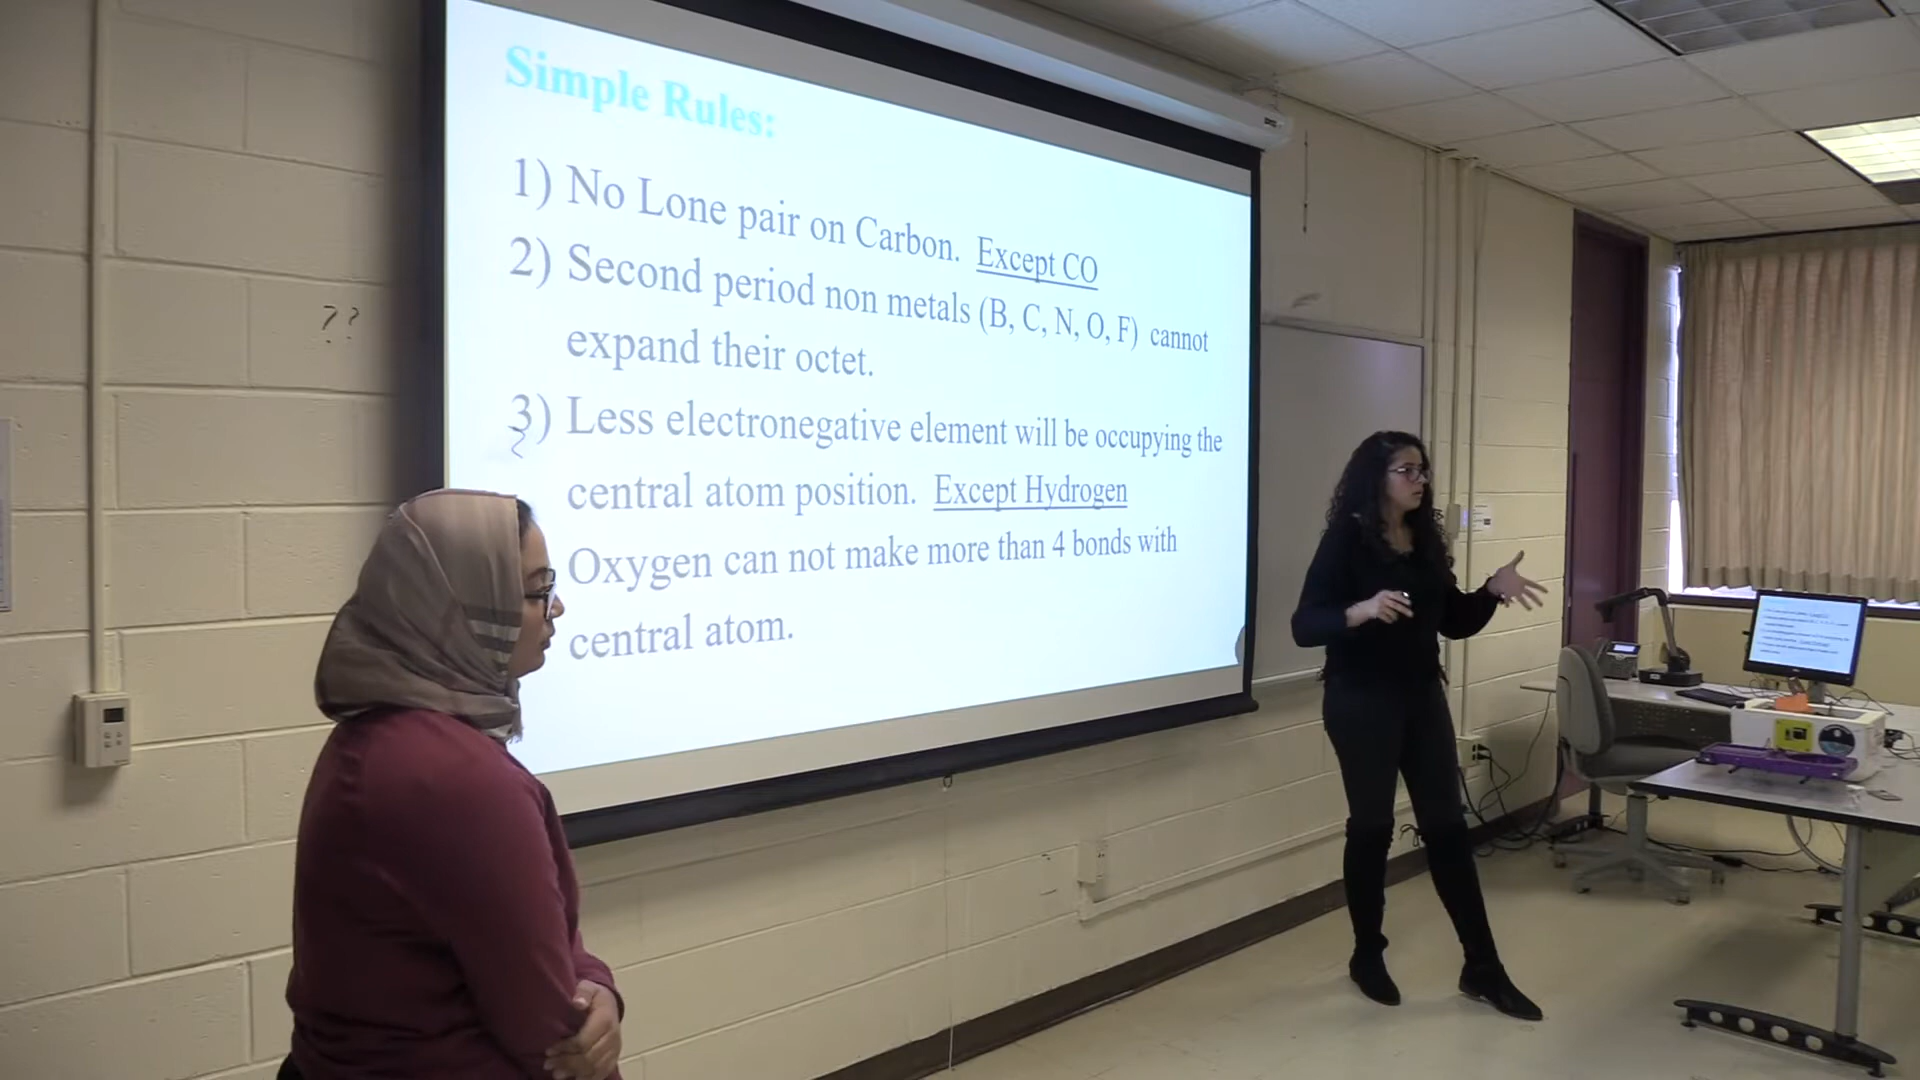 Simple Rules:
1) No Lone pair on Carbon. Except CO
2) Second period non metals (B, C, N, O, F) cannot
expand their octet.
3) Less electronegative element will be occupying the
central atom position. Except Hydrogen
Oxygen can not make more than 4 bonds with
central atom.
??